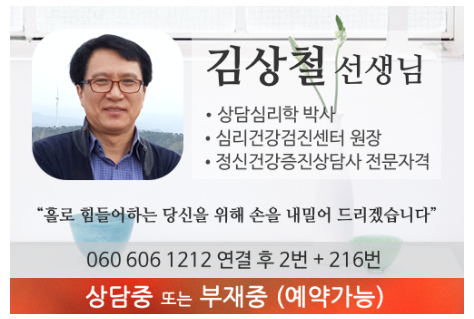 김상철 선생님
• 상담심리학 박사
• 심리건강검진센터 원장
• 정신건강증진상담사 전문자격
“홀로 힘들어하는 당신을 위해 손을 내밀어 드리겠습니다”
060 606 1212 연결 후 2번 + 216번
상담중 또는 부재중 (예약가능)